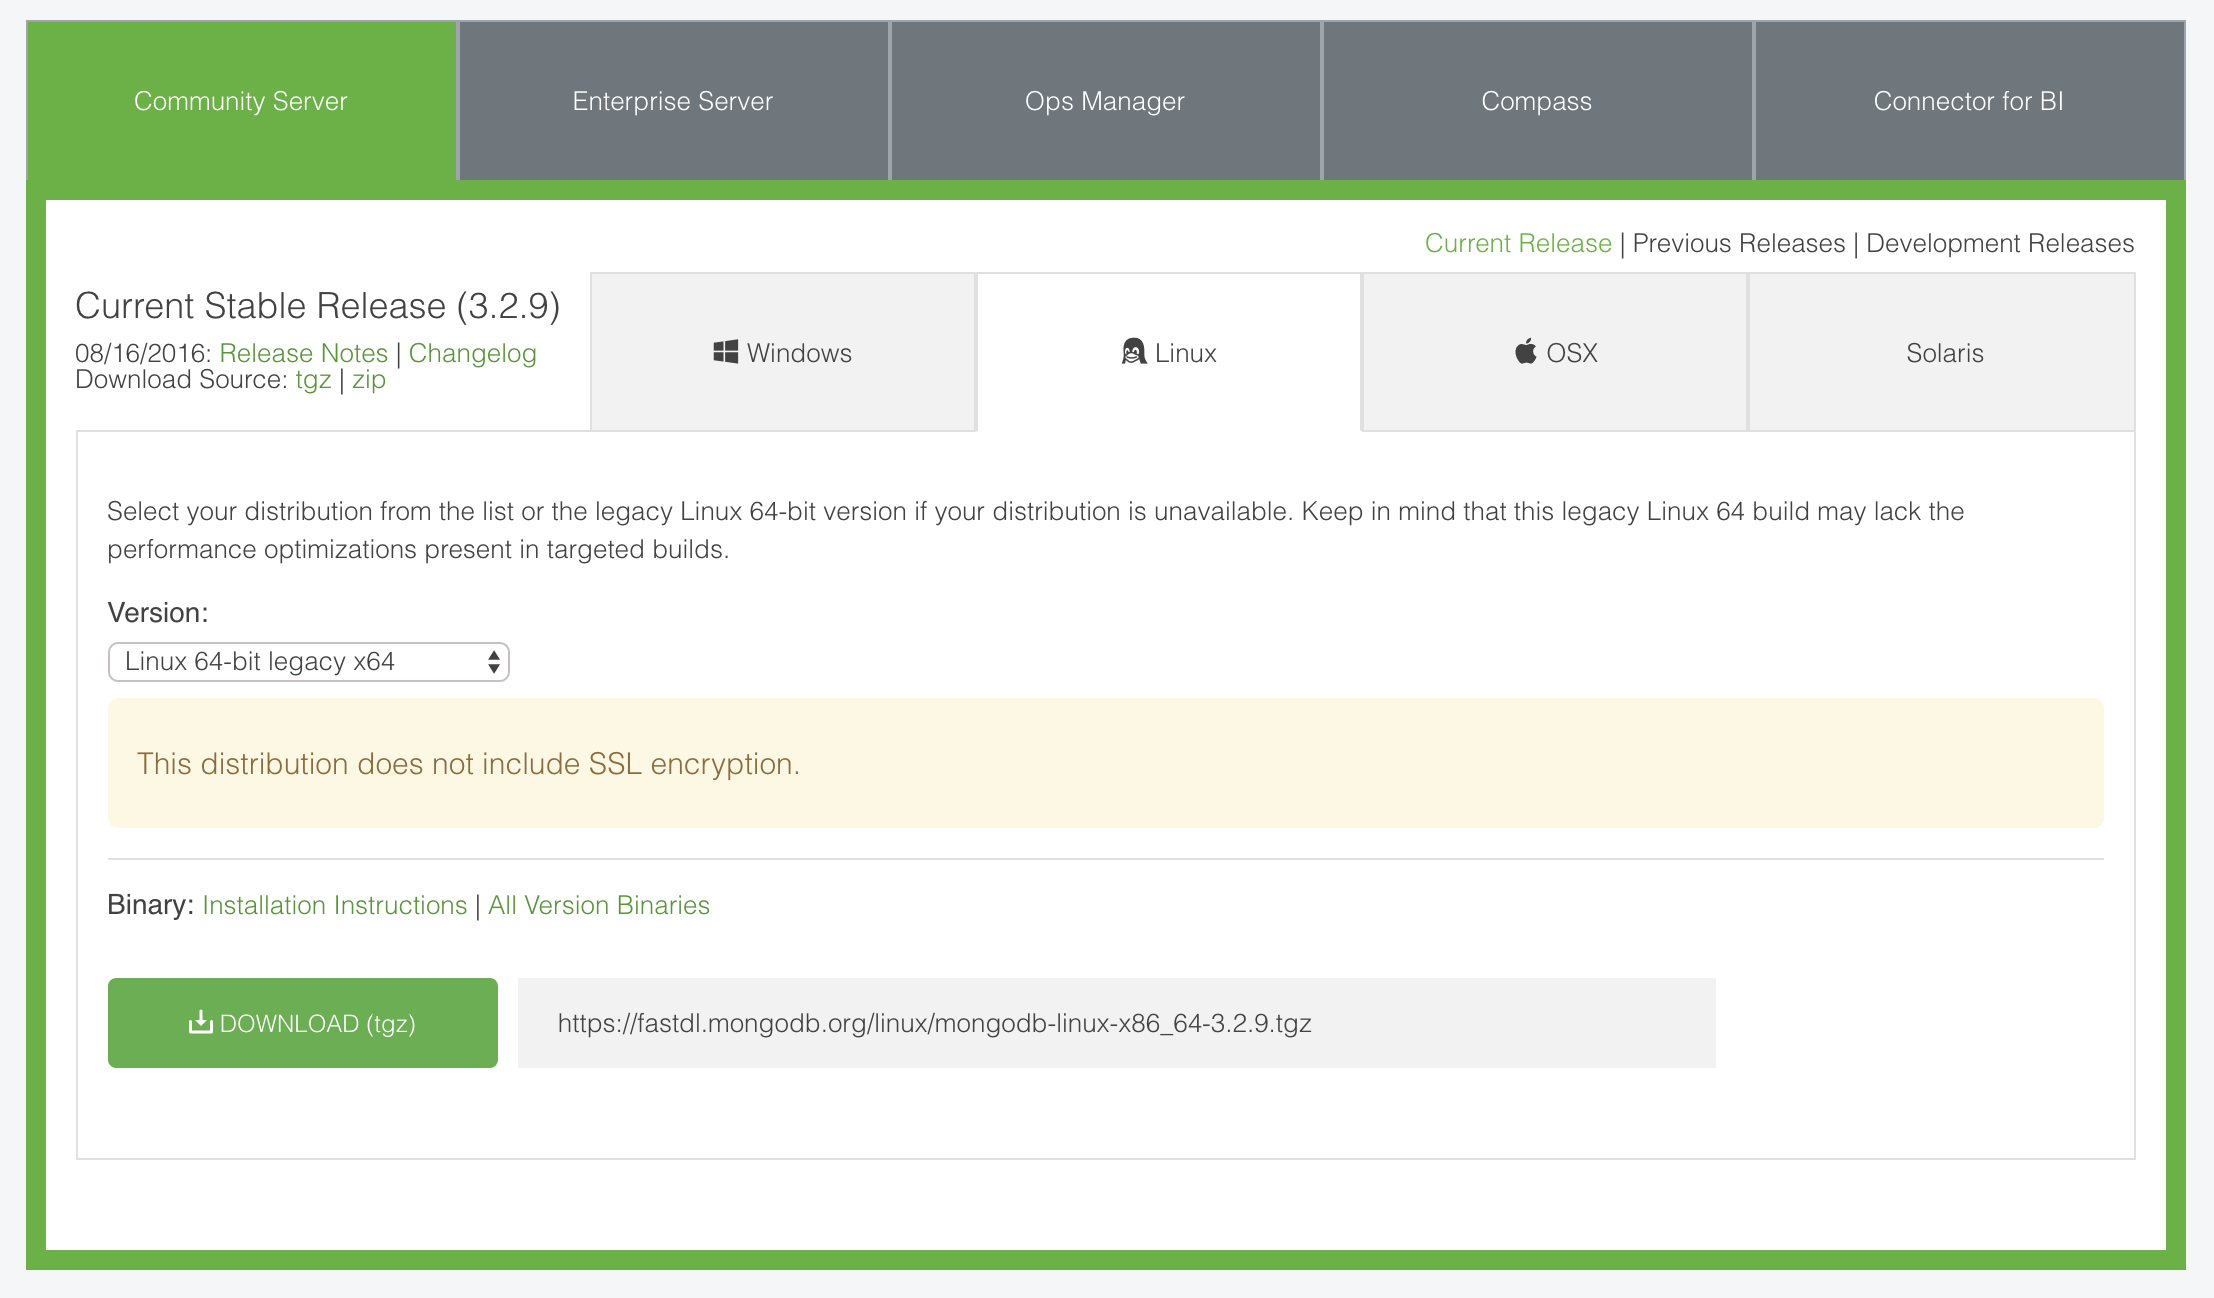 Community Server
Enterprise Server
Ops Manager
Compass
Connector for BI
Current Release | Previous Releases | Development Releases
Current Stable Release (3.2.9)
08/16/2016: Release Notes | Changelog
Download Source: tgz | zip
Windows
Linux
OSX
Solaris
Select your distribution from the list or the legacy Linux 64-bit version if your distribution is unavailable. Keep in mind that this legacy Linux 64 build may lack the
performance optimizations present in targeted builds.
Version:
Linux 64-bit legacy x64
This distribution does not include SSL encryption.
Binary: Installation Instructions | All Version Binaries
DOWNLOAD (tgz)
https://fastdl.mongodb.org/linux/mongodb-linux-x86_64-3.2.9.tgz